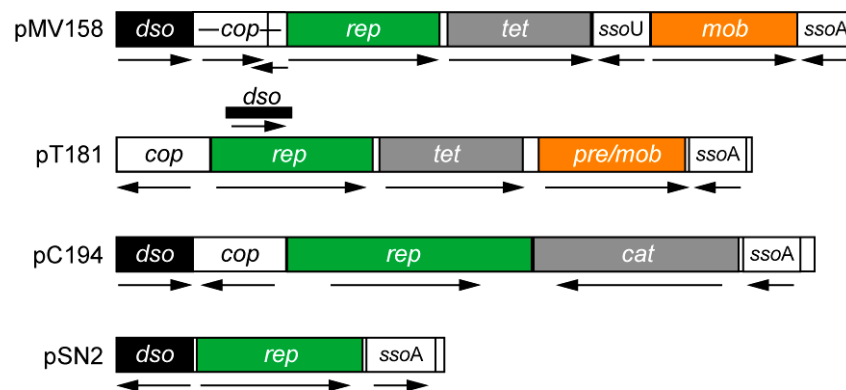 pMV158 dso cop rep tet ssoU mob ssoA
dso
pT181 cop rep tet pre/mob ssoA
pC194 dso cop rep cat ssoA
pSN2 dso rep ssoA